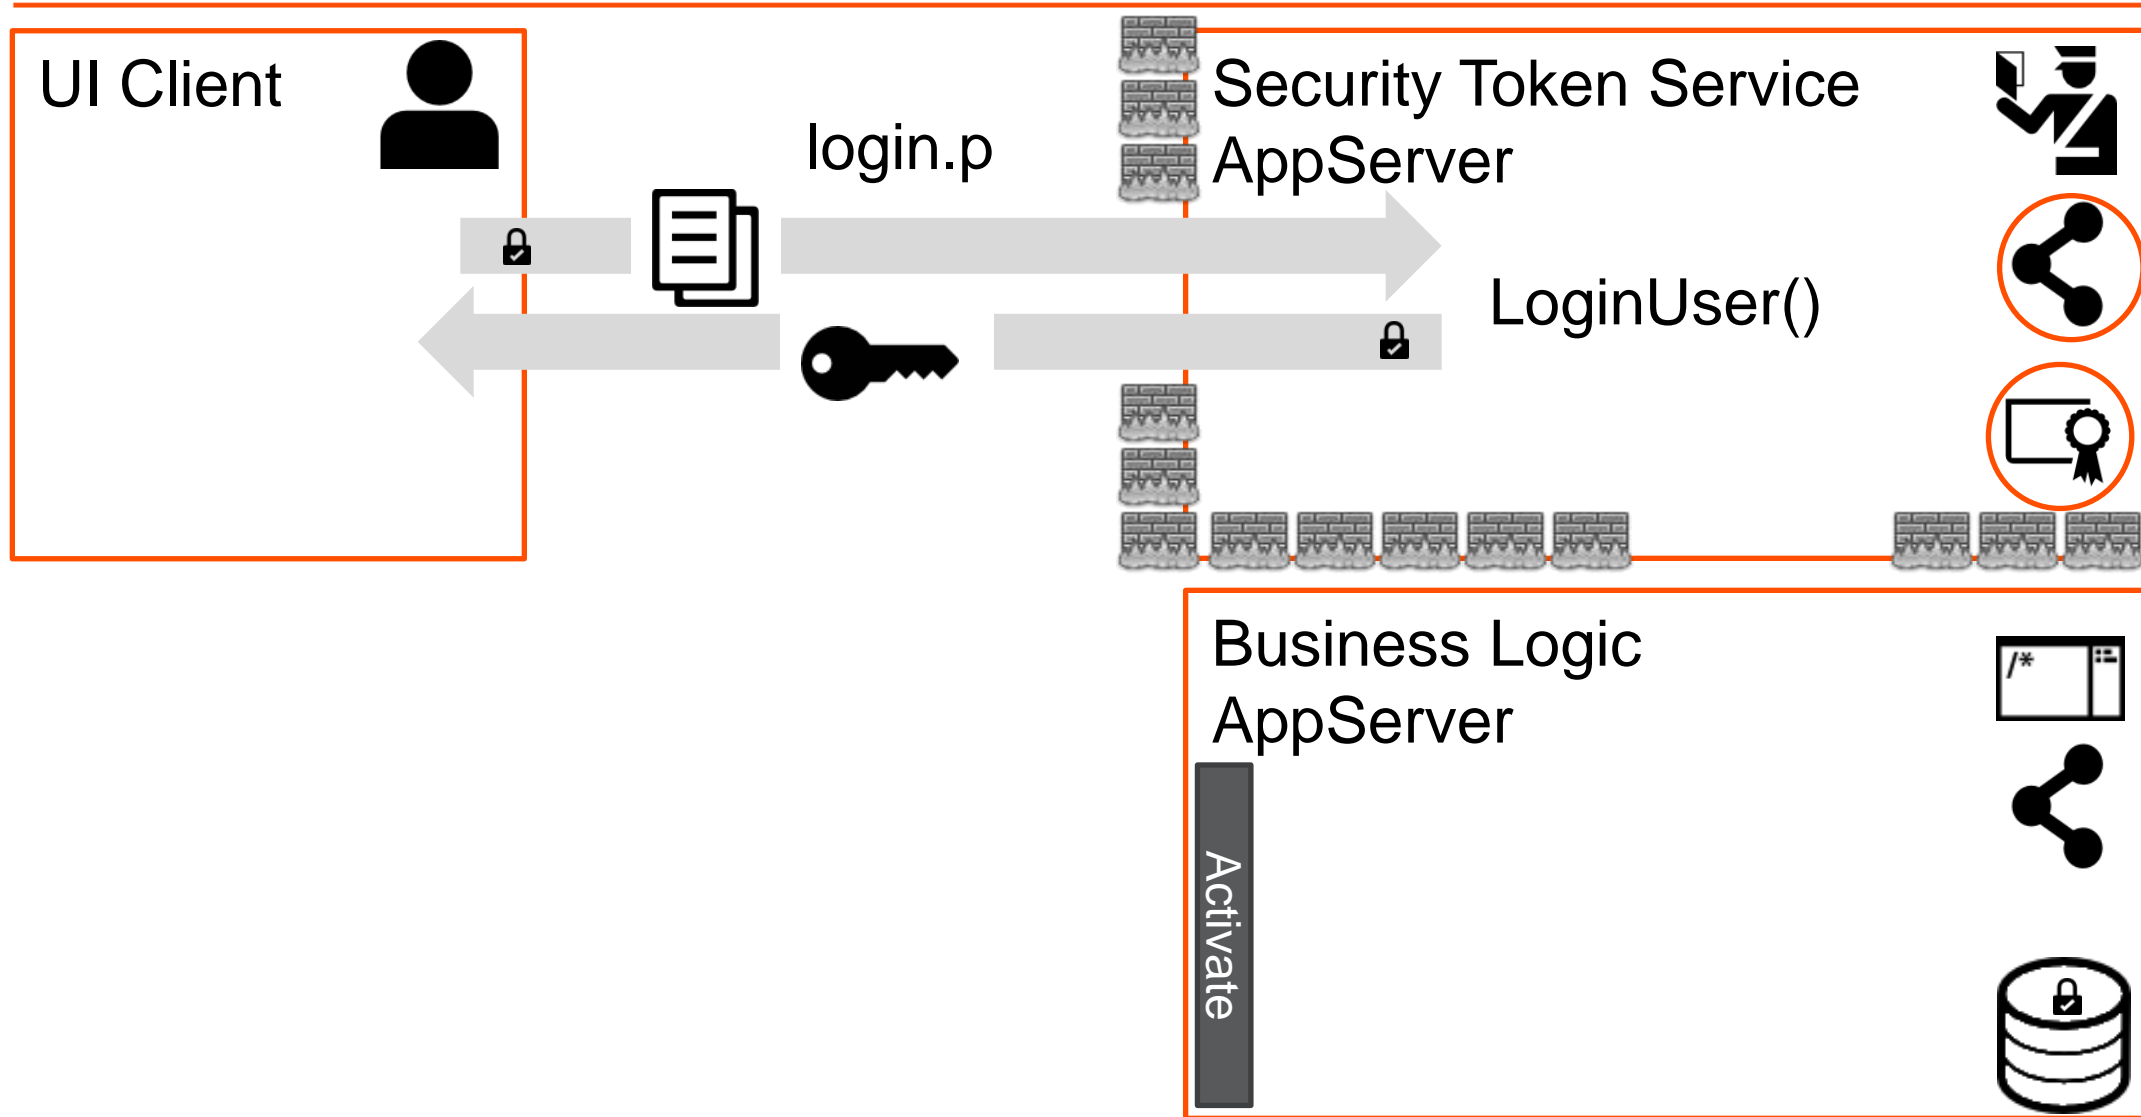 UI Client
login.p
Security Token Service
AppServer
LoginUser()
Business Logic
AppServer
/*
Activate